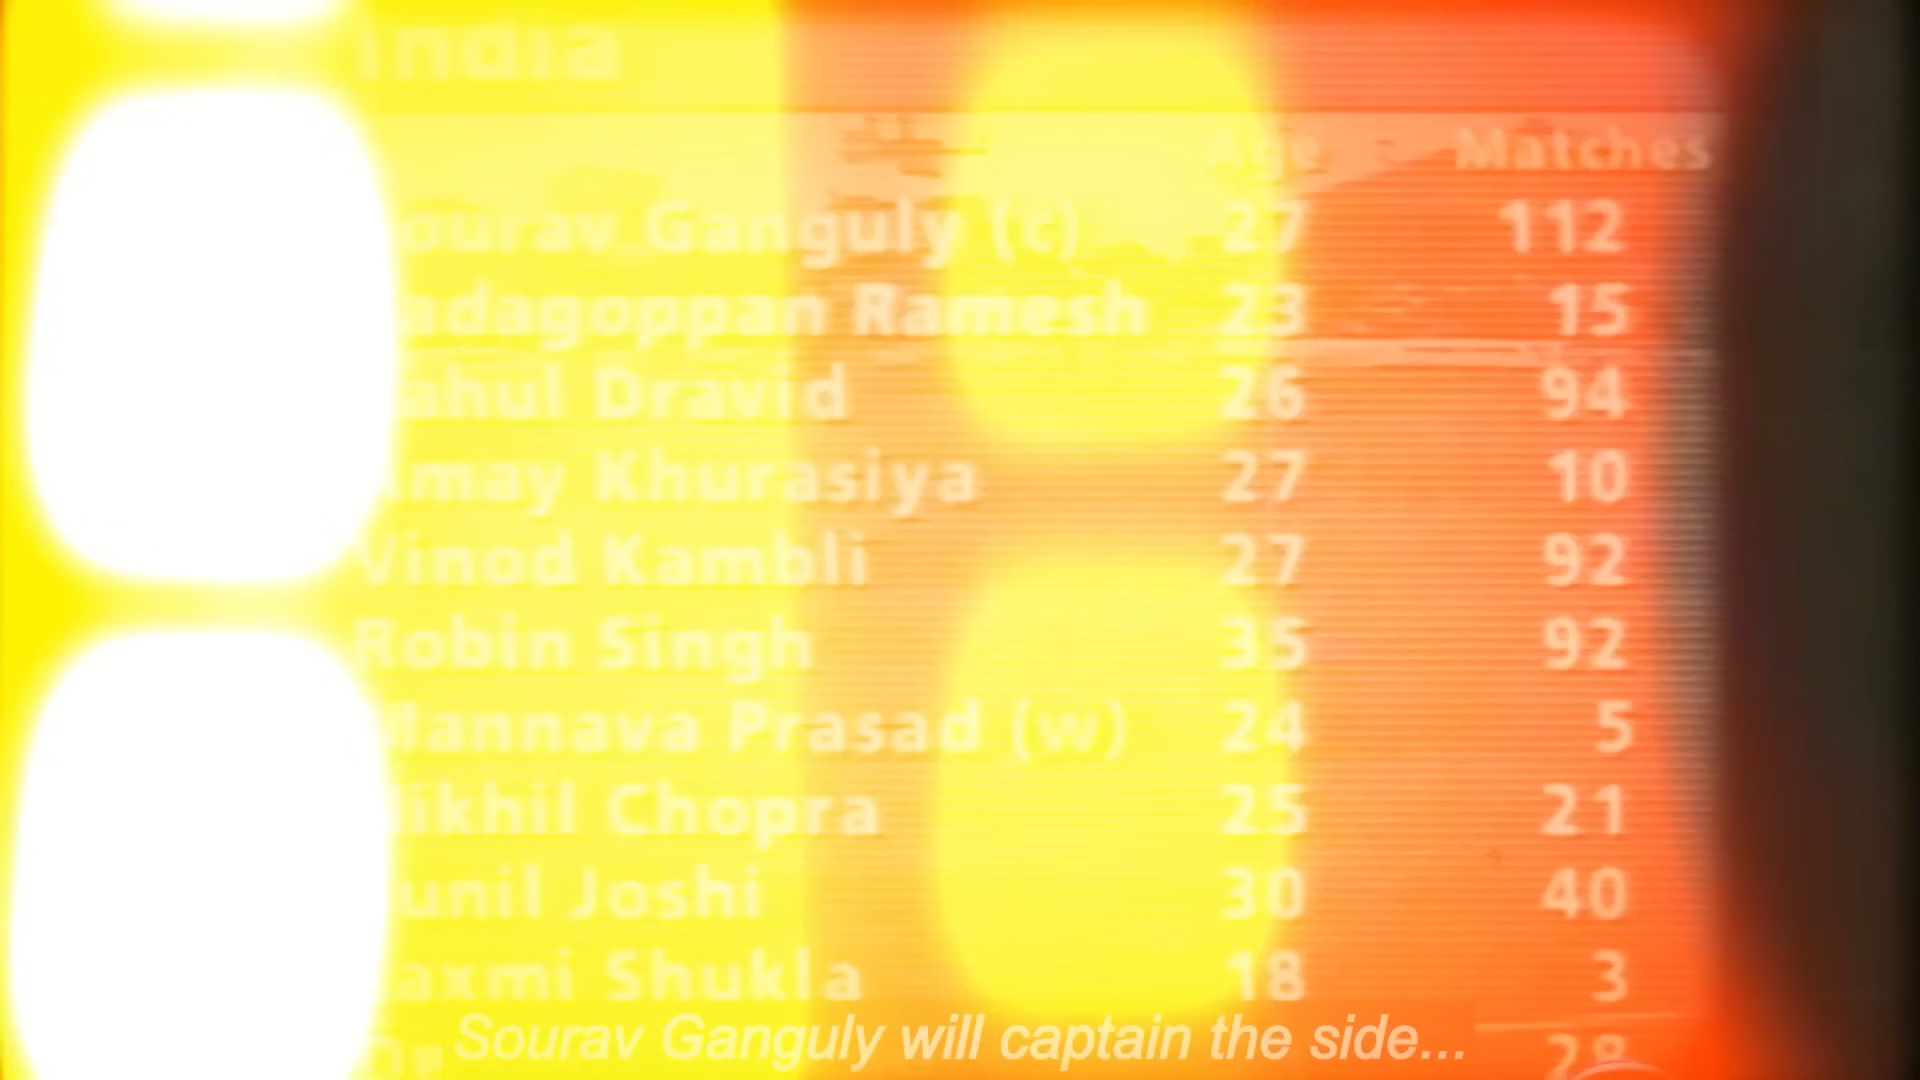 India
Age Matches
ourav Ganguly (c) 27 112
adagoppan Ramesh 23 15
ahul Dravid 26 94
may Khurasiya 27 10
Vinod Kambli 27 92
Robin Singh 35 92
Mannava Prasad (w) 24 5
ikhil Chopra 25 21
unil Joshi 30 40
axmi Shukla 18 3
28
Sourav Ganguly will captain the side...